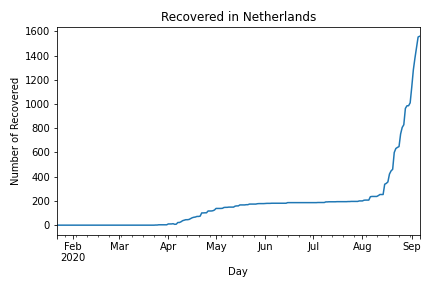 Recovered in Netherlands
Number of Recovered
1600
1400
1200
1000
800
600
400
200
0
Feb Mar Apr May Jun Jul Aug Sep
2020
Day